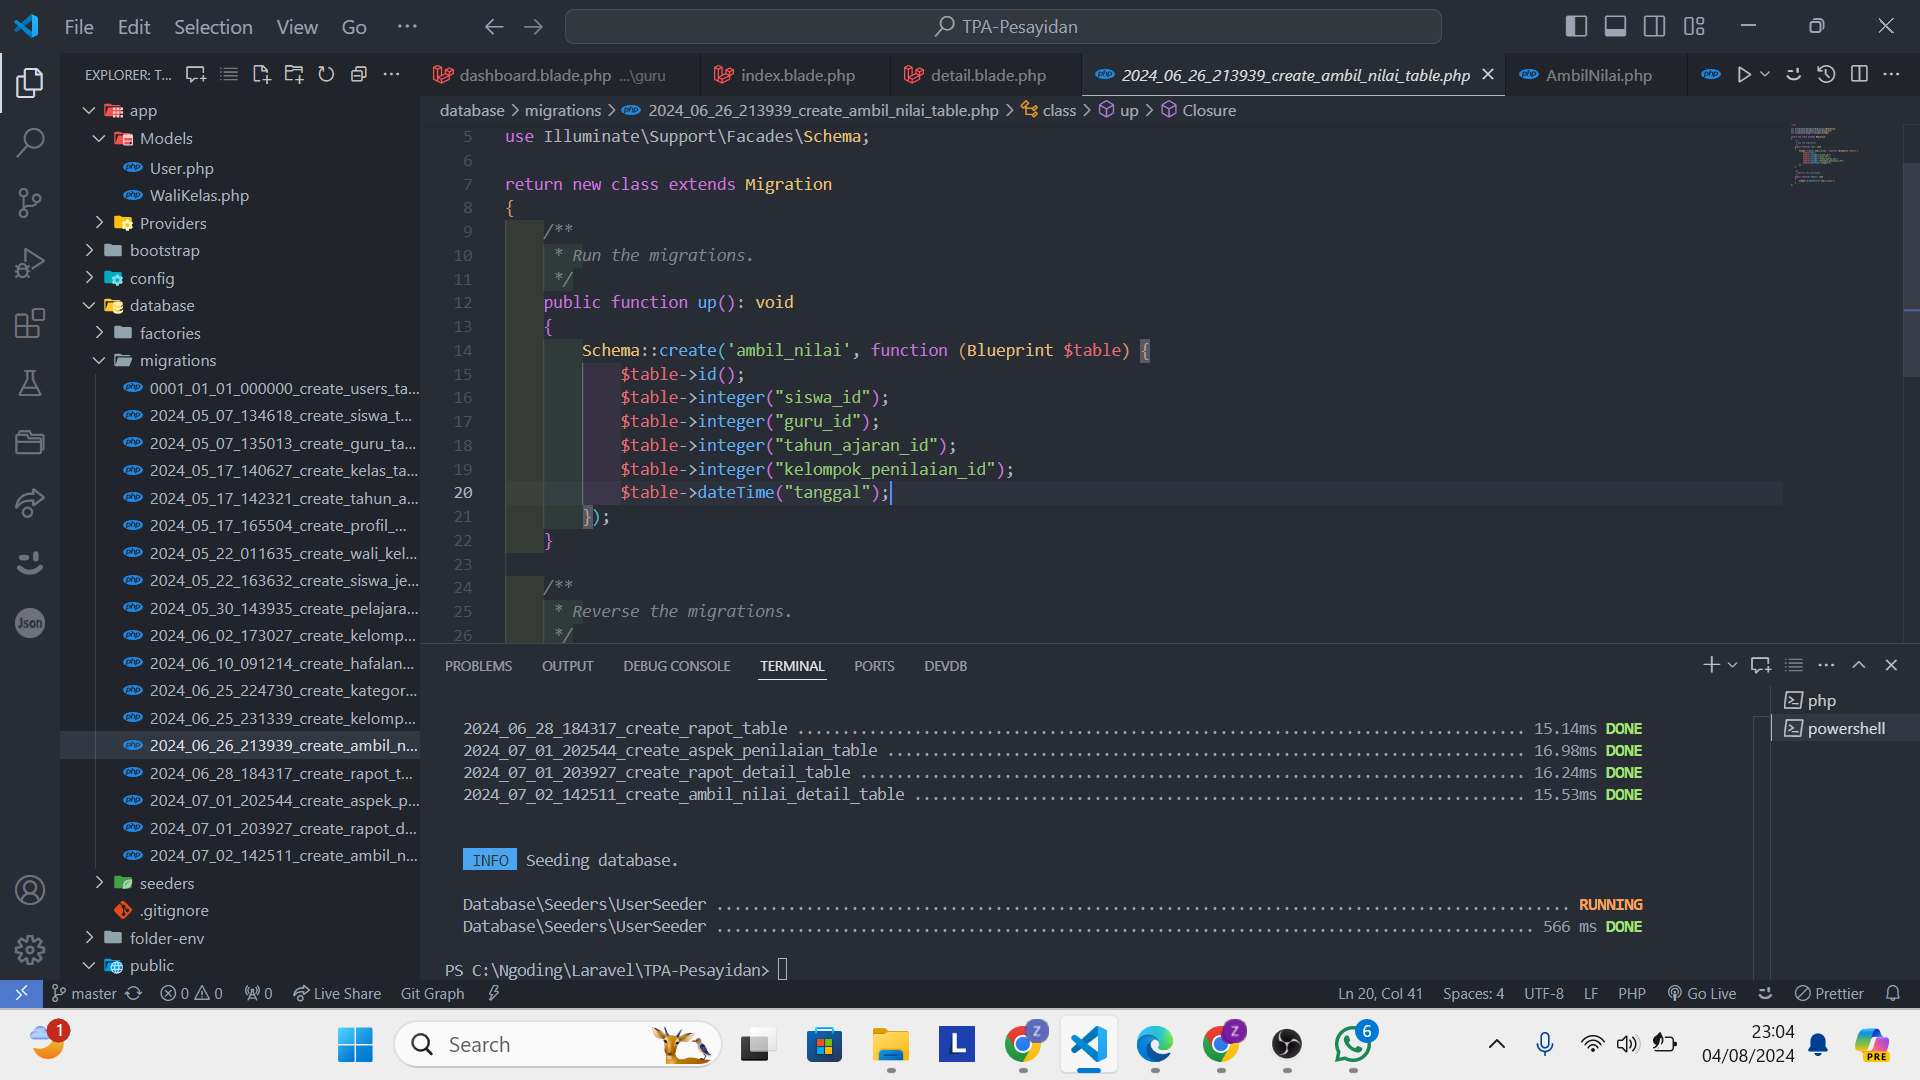 File Edit Selection View Go ...
TPA-Pesayidan
EXPLORER: T...
dashboard.blade.php ...\guru
index.blade.php
detail.blade.php
2024_06_26_213939_create_ambil_nilai_table.php
AmbilNilai.php
database > migrations > 2024_06_26_213939_create_ambil_nilai_table.php > class > up > Closure
app
Models
User.php
WaliKelas.php
Providers
bootstrap
config
database
factories
migrations
0001_01_01_000000_create_users_ta...
2024_05_07_134618_create_siswa_t...
2024_05_07_135013_create_guru_ta...
2024_05_17_140627_create_kelas_ta...
2024_05_17_142321_create_tahun_a...
2024_05_17_165504_create_profil_...
2024_05_22_011635_create_wali_kel...
2024_05_22_163632_create_siswa_je...
2024_05_30_143935_create_pelajara...
2024_06_02_173027_create_kelomp...
2024_06_10_091214_create_hafalan...
2024_06_25_224730_create_kategor...
2024_06_25_231339_create_kelomp...
2024_06_26_213939_create_ambil_n...
2024_06_28_184317_create_rapot_t...
2024_07_01_202544_create_aspek_p...
2024_07_01_203927_create_rapot_d...
2024_07_02_142511_create_ambil_n...
seeders
.gitignore
folder-env
public
Json
5 use Illuminate\Support\Facades\Schema;
6
7 return new class extends Migration
8 {
9 /**
10 * Run the migrations.
11 */
12 public function up(): void
13 {
14 Schema::create('ambil_nilai', function (Blueprint $table) {
15 $table->id();
16 $table->integer("siswa_id");
17 $table->integer("guru_id");
18 $table->integer("tahun_ajaran_id");
19 $table->integer("kelompok_penilaian_id");
20 $table->dateTime("tanggal");
21 });
22 }
23
24 /**
25 * Reverse the migrations.
26 */
PROBLEMS OUTPUT DEBUG CONSOLE TERMINAL PORTS DEVDB
php
powershell
2024_06_28_184317_create_rapot_table ........ 15.14ms DONE
2024_07_01_202544_create_aspek_penilaian_table ........ 16.98ms DONE
2024_07_01_203927_create_rapot_detail_table ........ 16.24ms DONE
2024_07_02_142511_create_ambil_nilai_detail_table ........ 15.53ms DONE
INFO Seeding database.
Database\Seeders\UserSeeder ........ RUNNING
Database\Seeders\UserSeeder ........ 566 ms DONE
PS C:\Ngoding\Laravel\TPA-Pesayidan>
master 0 0 0 Live Share Git Graph
Ln 20, Col 41 Spaces: 4 UTF-8 LF PHP Go Live Prettier
1
Search
L
Z
Z
6
23:04
04/08/2024
PRE